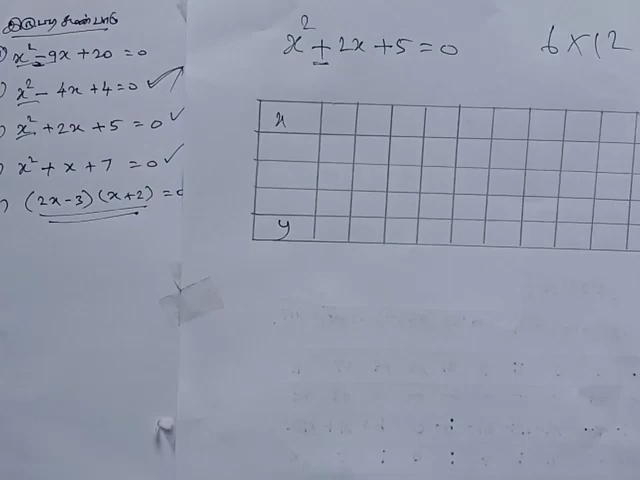 x² - 9x + 20 = 0
x² - 4x + 4 = 0 ✓
x² + 2x + 5 = 0 ✓
x² + x + 7 = 0 ✓
(2x-3)(x+2) = 0
x² + 2x + 5 = 0
6 X 12
x
y